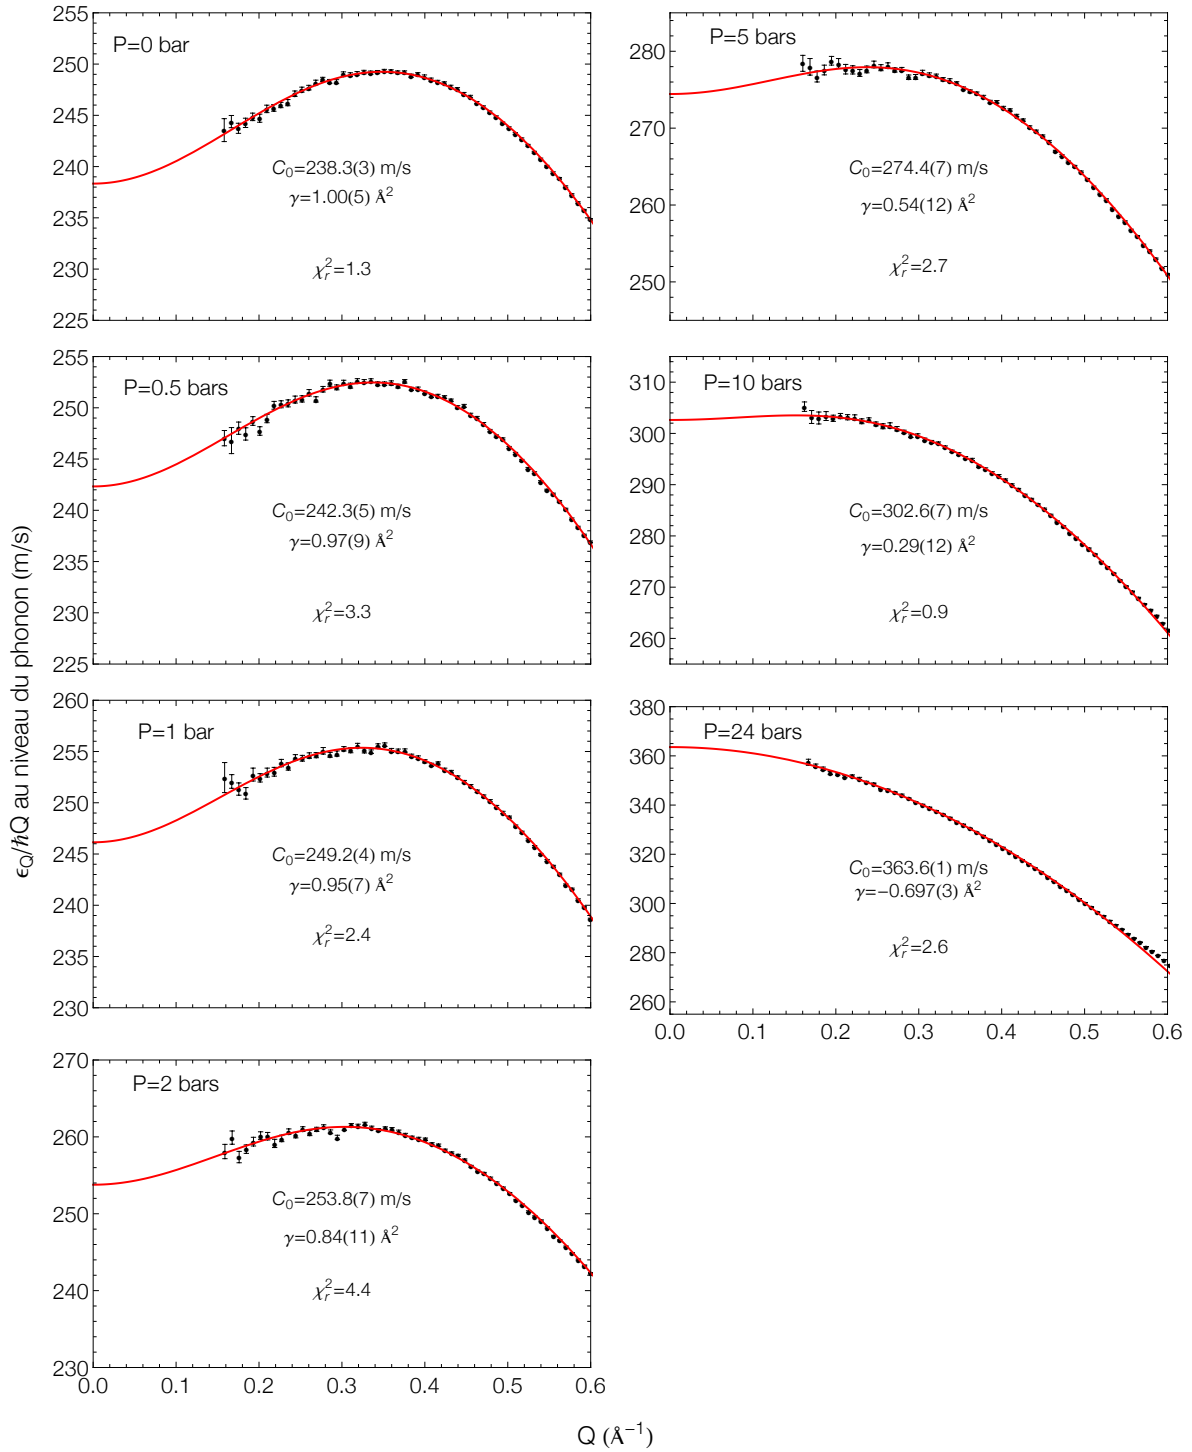 P=0 bar
C0=238.3(3) m/s
γ=1.00(5) Å²
χr²=1.3
255
250
245
240
235
230
225
P=5 bars
C0=274.4(7) m/s
γ=0.54(12) Å²
χr²=2.7
280
270
260
250
P=0.5 bars
C0=242.3(5) m/s
γ=0.97(9) Å²
χr²=3.3
255
250
245
240
235
230
225
P=10 bars
C0=302.6(7) m/s
γ=0.29(12) Å²
χr²=0.9
310
300
290
280
270
260
P=1 bar
C0=249.2(4) m/s
γ=0.95(7) Å²
χr²=2.4
260
255
250
245
240
235
230
P=24 bars
C0=363.6(1) m/s
γ=−0.697(3) Å²
χr²=2.6
380
360
340
320
300
280
260
0.0 0.1 0.2 0.3 0.4 0.5 0.6
P=2 bars
C0=253.8(7) m/s
γ=0.84(11) Å²
χr²=4.4
270
260
250
240
230
0.0 0.1 0.2 0.3 0.4 0.5 0.6
ϵQ/ℏQ au niveau du phonon (m/s)
Q (Å⁻¹)